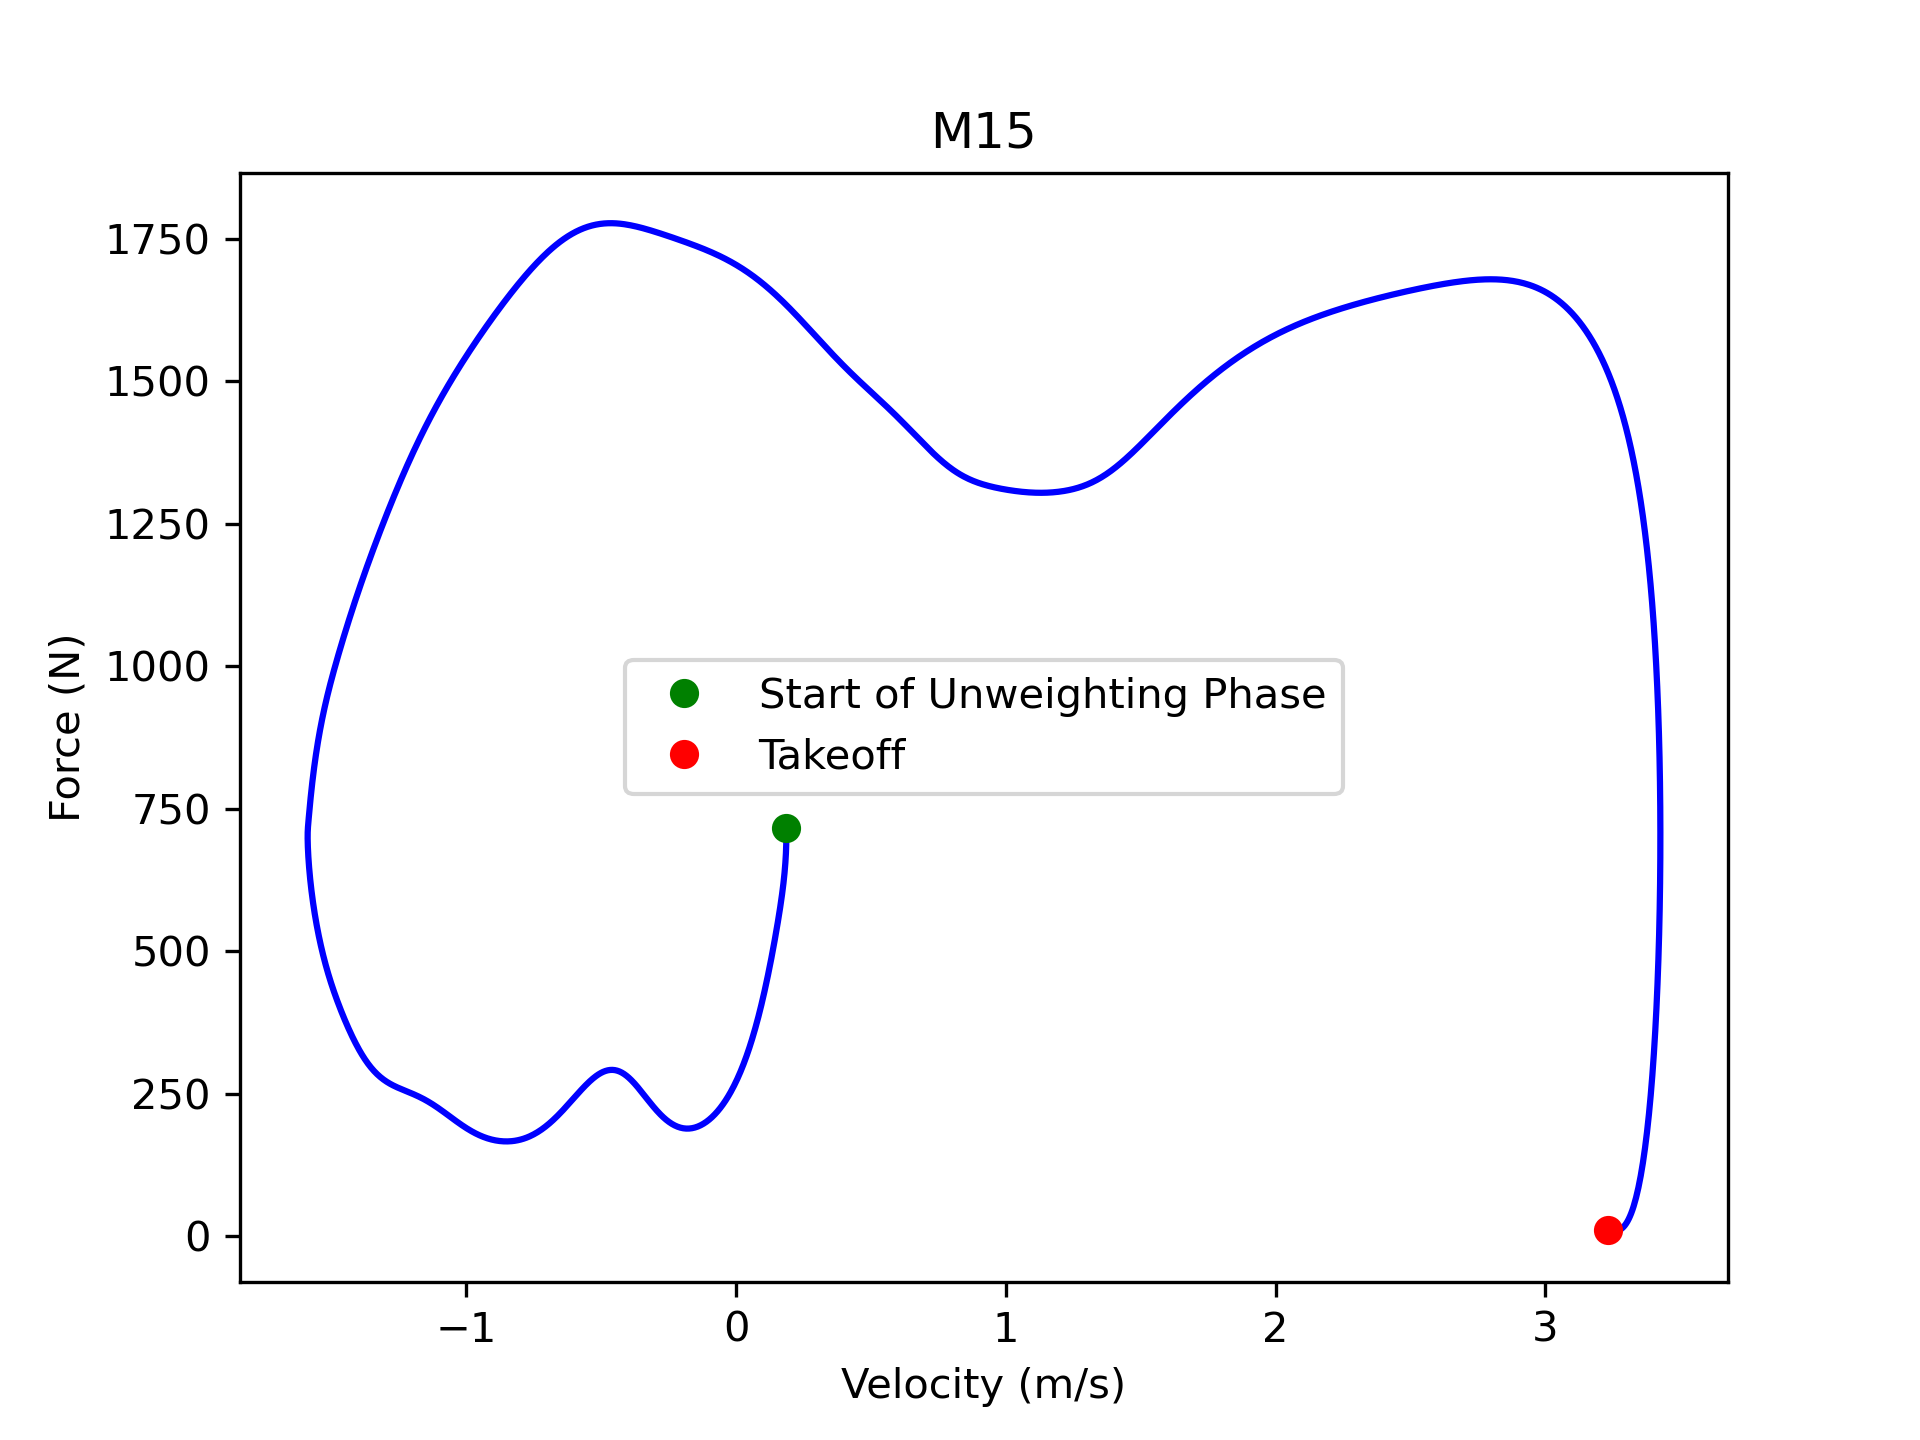 M15
1750
1500
1250
1000
750
500
250
0
Force (N)
Start of Unweighting Phase
Takeoff
−1 0 1 2 3
Velocity (m/s)